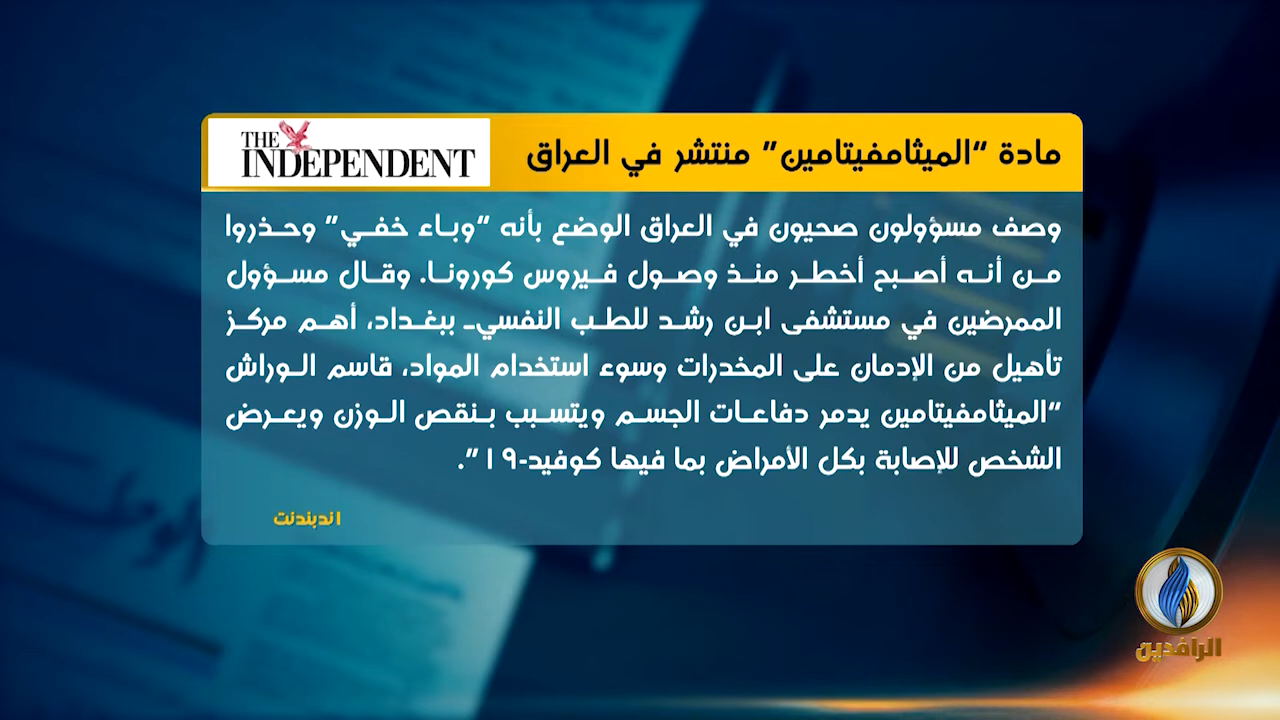 THE
INDEPENDENT
مادة “الميثامفيتامين” منتشر في العراق
وصف مسؤولون صحيون في العراق الوضع بأنه “وباء خفي” وحذروا
من أنه أصبح أخطر منذ وصول فيروس كورونا. وقال مسؤول
الممرضين في مستشفى ابن رشد للطب النفسي_ ببغداد، أهم مركز
تأهيل من الإدمان على المخدرات وسوء استخدام المواد، قاسم الوراش
“الميثامفيتامين يدمر دفاعات الجسم ويتسبب بنقص الوزن ويعرض
الشخص للإصابة بكل الأمراض بما فيها كوفيد-١٩”.
اندبندنت
الرافدين